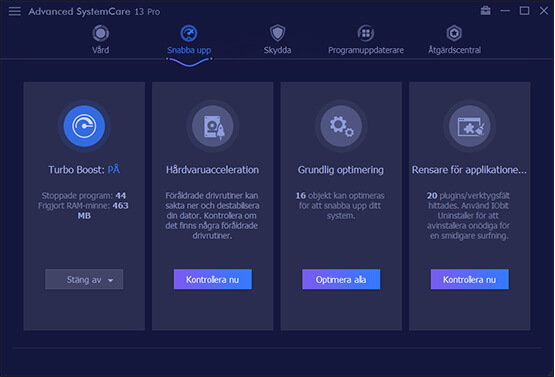 Advanced SystemCare 13 Pro
Vård
Snabba upp
Skydda
Programuppdaterare
Åtgärdscentral
Turbo Boost: PÅ
Stoppade program: 44
Frigjort RAM-minne: 463
MB
Stäng av
Hårdvaruacceleration
Föråldrade drivrutiner kan
sakta ner och destabilisera
din dator. Kontrollera om
det finns några föråldrade
drivrutiner.
Kontrollera nu
Grundlig optimering
16 objekt kan optimeras
för att snabba upp ditt
system.
Optimera alla
Rensare för applikatione...
20 plugins/verktygsfält
hittades. Använd IObit
Uninstaller för att
avinstallera onödiga för
en smidigare surfning.
Kontrollera nu